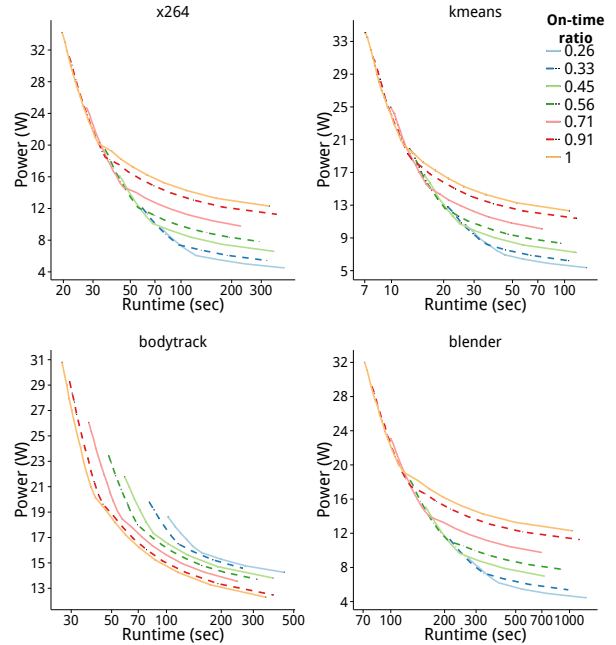 x264
Power (W)
32
28
24
20
16
12
8
4
20 30 50 70 100 200 300
Runtime (sec)
kmeans
Power (W)
33
29
25
21
17
13
9
5
7 10 20 30 50 70 100
Runtime (sec)
On-time
ratio
0.26
0.33
0.45
0.56
0.71
0.91
1
bodytrack
Power (W)
31
29
27
25
23
21
19
17
15
13
30 50 100 200 300 500
Runtime (sec)
blender
Power (W)
32
28
24
20
16
12
8
4
70 100 200 300 500 700 1000
Runtime (sec)